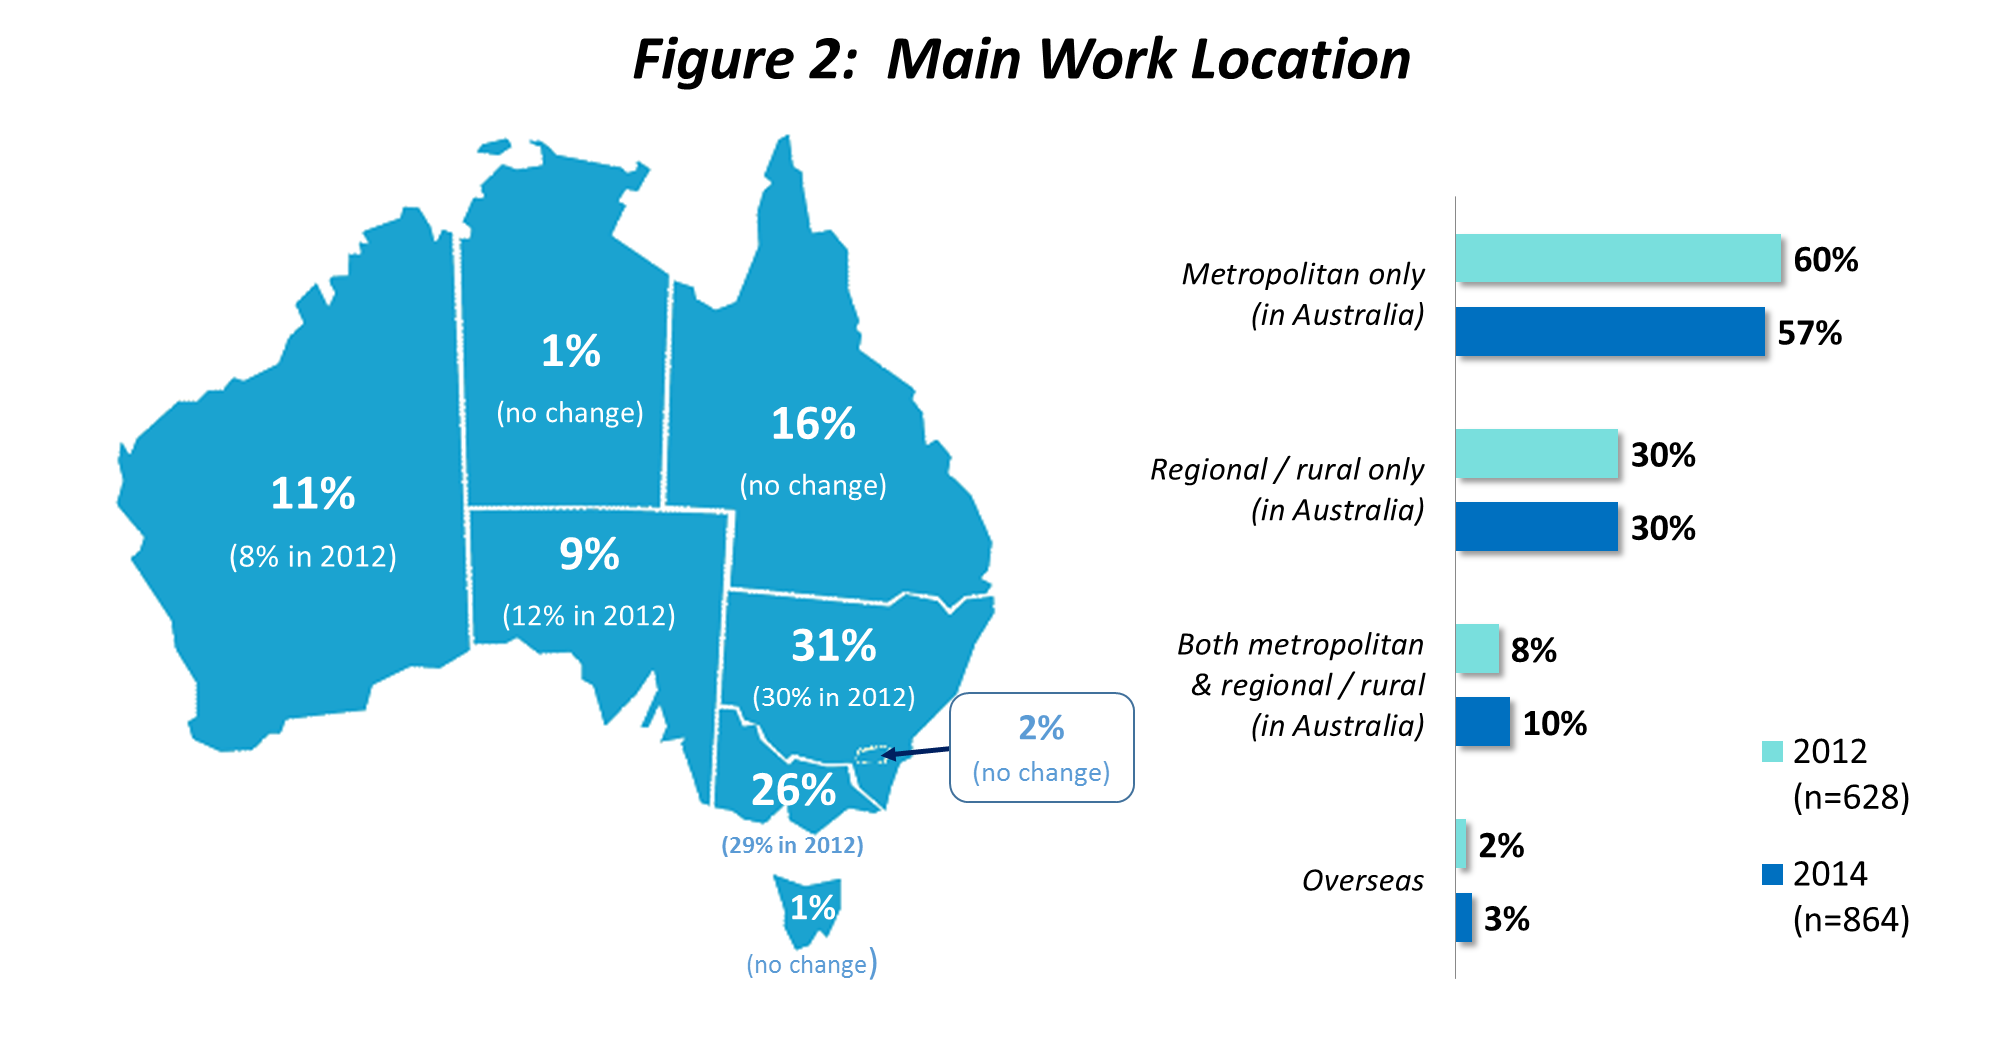 Figure 2:  Main Work Location
1%
(no change)
16%
(no change)
11%
(8% in 2012)
9%
(12% in 2012)
31%
(30% in 2012)
2%
(no change)
26%
(29% in 2012)
1%
(no change)
Metropolitan only
(in Australia)
60%
57%
Regional / rural only
(in Australia)
30%
30%
Both metropolitan
& regional / rural
(in Australia)
8%
10%
Overseas
2%
3%
2012
(n=628)
2014
(n=864)